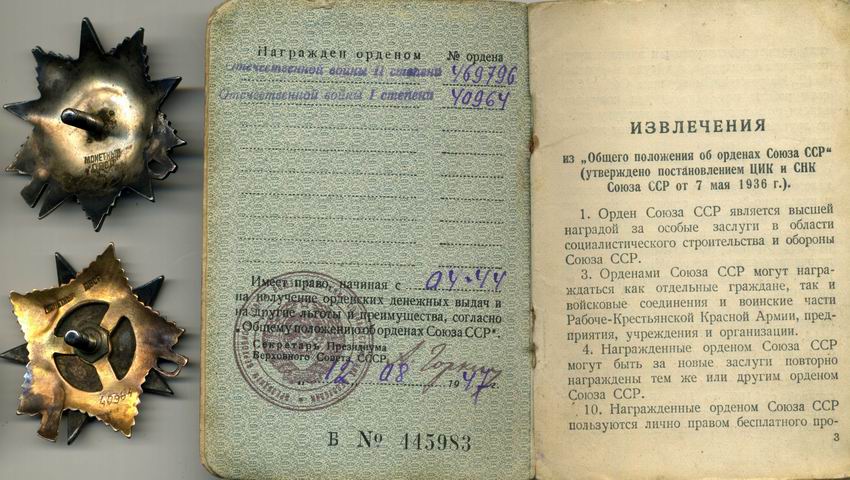 МОНЕТНЫЙ
ДВОР
МОНЕТНЫЙ ДВОР
40964
Награжден орденом № ордена
Отечественной войны II степени 469796
Отечественной войны I степени 40964
Имеет право, начиная с 04-44
на получение орденских денежных выдач и
на другие льготы и преимущества, согласно
„Общему положению об орденах Союза ССР“.
Секретарь Президиума
Верховного Совета СССР
„12“ 08 1947 г.
Б № 445983
ИЗВЛЕЧЕНИЯ
из „Общего положения об орденах Союза ССР“
(утверждено постановлением ЦИК и СНК
Союза ССР от 7 мая 1936 г.).
1. Орден Союза ССР является высшей
наградой за особые заслуги в области
социалистического строительства и обороны
Союза ССР.
3. Орденами Союза ССР могут награ-
ждаться как отдельные граждане, так и
войсковые соединения и воинские части
Рабоче-Крестьянской Красной Армии, пред-
приятия, учреждения и организации.
4. Награжденные орденом Союза ССР
могут быть за новые заслуги повторно
награждены тем же или другим орденом
Союза ССР.
10. Награжденные орденом Союза ССР
пользуются лично правом бесплатного про-
3